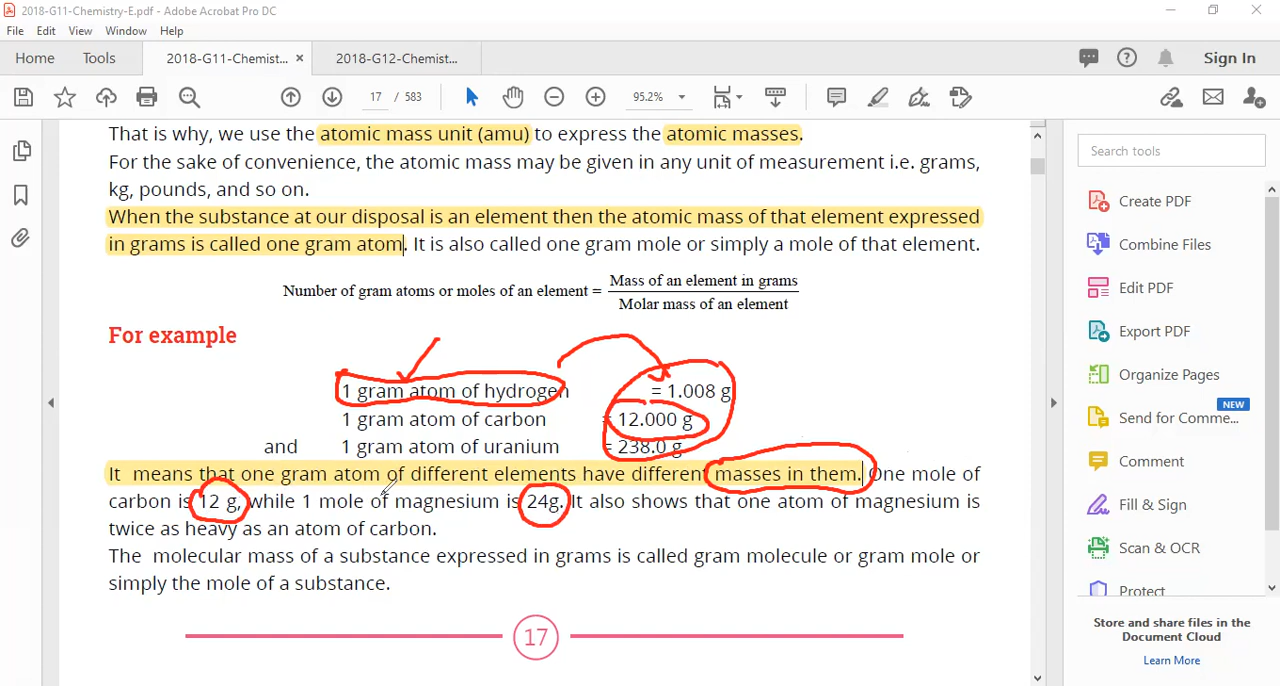 2018-G11-Chemistry-E.pdf - Adobe Acrobat Pro DC
File Edit View Window Help
Home Tools 2018-G11-Chemist... × 2018-G12-Chemist... Sign In
17 / 583 95.2%
That is why, we use the atomic mass unit (amu) to express the atomic masses.
For the sake of convenience, the atomic mass may be given in any unit of measurement i.e. grams,
kg, pounds, and so on.
When the substance at our disposal is an element then the atomic mass of that element expressed
in grams is called one gram atom. It is also called one gram mole or simply a mole of that element.
Number of gram atoms or moles of an element = Mass of an element in grams
Molar mass of an element
For example
1 gram atom of hydrogen = 1.008 g
1 gram atom of carbon = 12.000 g
and 1 gram atom of uranium = 238.0 g
It means that one gram atom of different elements have different masses in them. One mole of
carbon is 12 g, while 1 mole of magnesium is 24g. It also shows that one atom of magnesium is
twice as heavy as an atom of carbon.
The molecular mass of a substance expressed in grams is called gram molecule or gram mole or
simply the mole of a substance.
17
Search tools
Create PDF
Combine Files
Edit PDF
Export PDF
Organize Pages
NEW
Send for Comme...
Comment
Fill & Sign
Scan & OCR
Protect
Store and share files in the
Document Cloud
Learn More